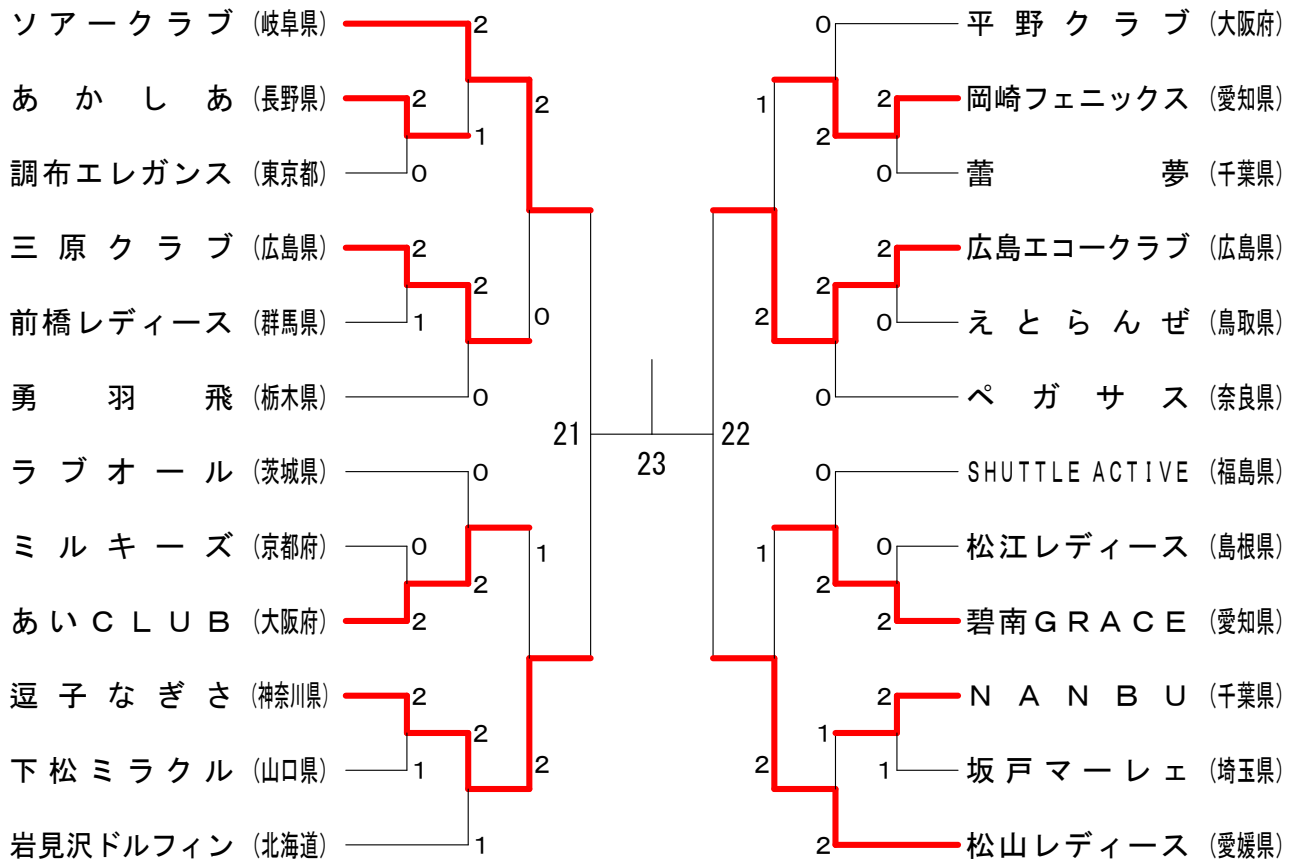 ソアークラブ (岐阜県) 2 0 平野クラブ (大阪府)
2 1
あかしあ (長野県) 2 2 岡崎フェニックス (愛知県)
1 2
調布エレガンス (東京都) 0 0 蕾夢 (千葉県)
三原クラブ (広島県) 2 2 広島エコークラブ (広島県)
2 2
前橋レディース (群馬県) 1 0 2 0 えとらんぜ (鳥取県)
勇羽飛 (栃木県) 0 0 ペガサス (奈良県)
21 22
23
ラブオール (茨城県) 0 0 SHUTTLE ACTIVE (福島県)
ミルキーズ (京都府) 0 1 1 0 松江レディース (島根県)
2 2
あいCLUB (大阪府) 2 2 碧南GRACE (愛知県)
逗子なぎさ (神奈川県) 2 2 NANBU (千葉県)
2 1
下松ミラクル (山口県) 1 2 2 1 坂戸マーレェ (埼玉県)
岩見沢ドルフィン (北海道) 1 2 松山レディース (愛媛県)